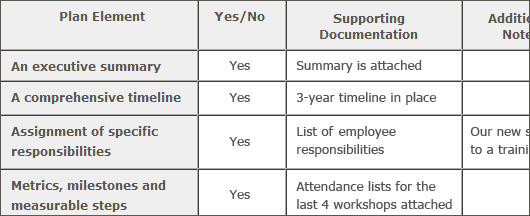 Plan Element Yes/No Supporting Documentation
An executive summary Yes Summary is attached
A comprehensive timeline Yes 3-year timeline in place
Assignment of specific List of employee Our new
responsibilities Yes responsibilities to a
Metrics, milestones and Attendance lists for the
measurable steps Yes last 4 workshops attached